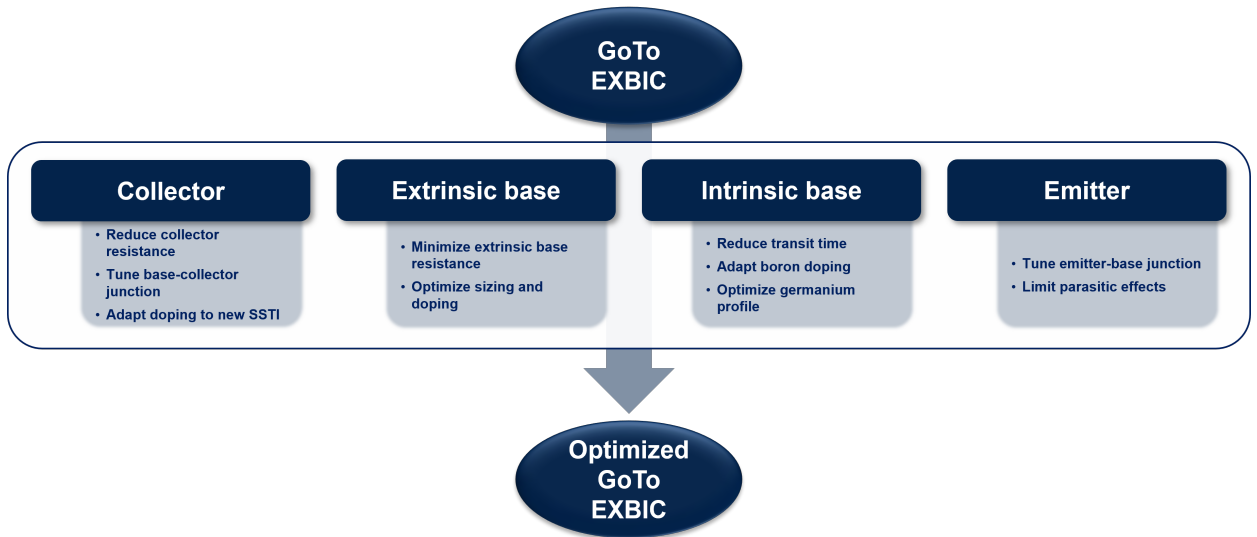 GoTo
EXBIC
Collector
• Reduce collector
resistance
• Tune base-collector
junction
• Adapt doping to new SSTI
Extrinsic base
• Minimize extrinsic base
resistance
• Optimize sizing and
doping
Intrinsic base
• Reduce transit time
• Adapt boron doping
• Optimize germanium
profile
Emitter
• Tune emitter-base junction
• Limit parasitic effects
Optimized
GoTo
EXBIC